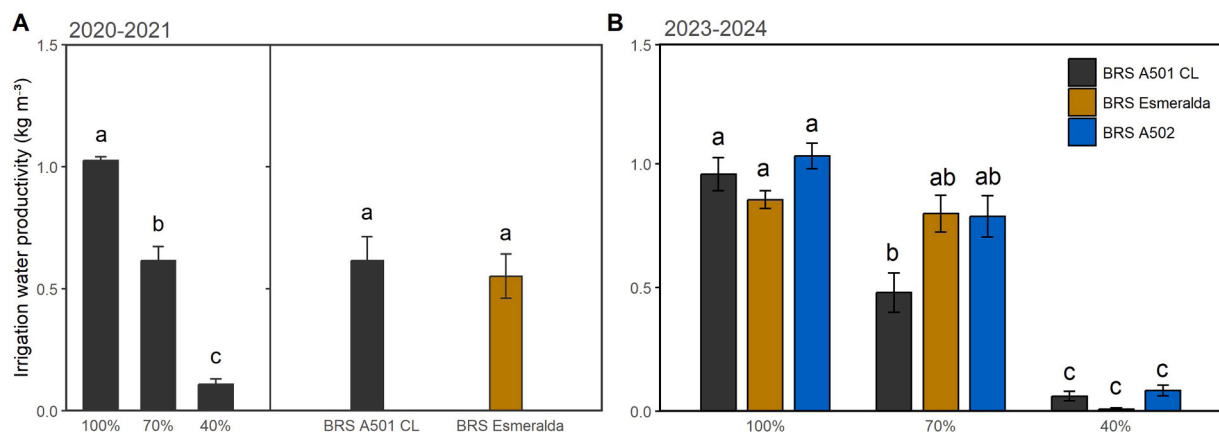 A
2020-2021
Irrigation water productivity (kg m⁻³)
1.5
1.0
0.5
0.0
a
b
c
a
a
100% 70% 40% BRS A501 CL BRS Esmeralda
B
2023-2024
1.5
1.0
0.5
0.0
BRS A501 CL
BRS Esmeralda
BRS A502
a a a
b ab ab
c c c
100% 70% 40%